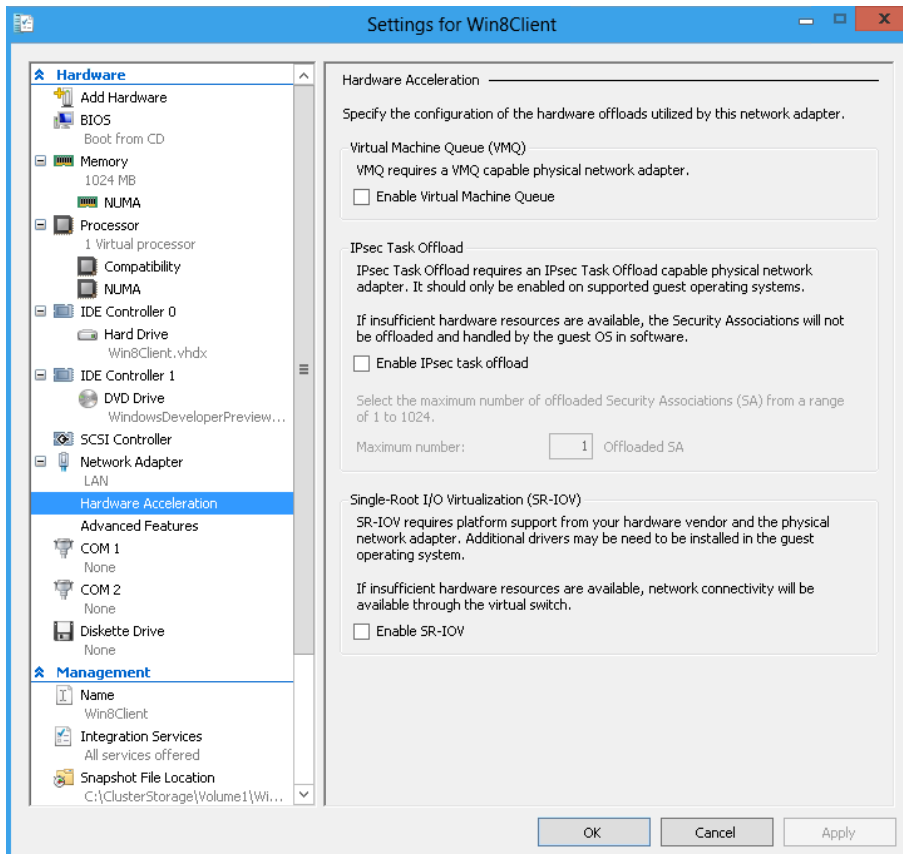 Settings for Win8Client
Hardware
Add Hardware
BIOS
Boot from CD
Memory
1024 MB
NUMA
Processor
1 Virtual processor
Compatibility
NUMA
IDE Controller 0
Hard Drive
Win8Client.vhdx
IDE Controller 1
DVD Drive
WindowsDeveloperPreview...
SCSI Controller
Network Adapter
LAN
Hardware Acceleration
Advanced Features
COM 1
None
COM 2
None
Diskette Drive
None
Management
Name
Win8Client
Integration Services
All services offered
Snapshot File Location
C:\ClusterStorage\Volume1\Wi...
Hardware Acceleration
Specify the configuration of the hardware offloads utilized by this network adapter.
Virtual Machine Queue (VMQ)
VMQ requires a VMQ capable physical network adapter.
Enable Virtual Machine Queue
IPsec Task Offload
IPsec Task Offload requires an IPsec Task Offload capable physical network
adapter. It should only be enabled on supported guest operating systems.
If insufficient hardware resources are available, the Security Associations will not
be offloaded and handled by the guest OS in software.
Enable IPsec task offload
Select the maximum number of offloaded Security Associations (SA) from a range
of 1 to 1024.
Maximum number: 1 Offloaded SA
Single-Root I/O Virtualization (SR-IOV)
SR-IOV requires platform support from your hardware vendor and the physical
network adapter. Additional drivers may be need to be installed in the guest
operating system.
If insufficient hardware resources are available, network connectivity will be
available through the virtual switch.
Enable SR-IOV
OK Cancel Apply